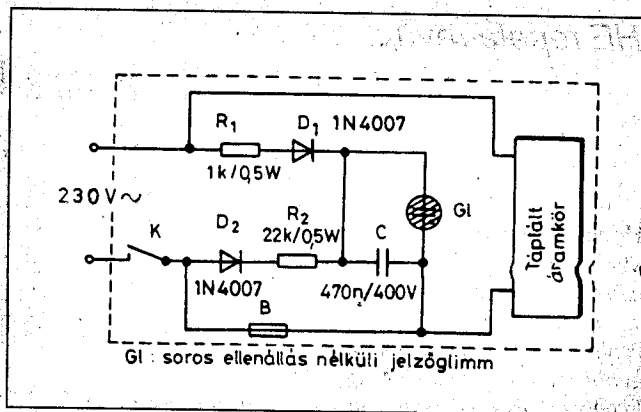 R₁
D₁ 1N4007
1k/0,5W
230V~
K
D₂
R₂
22k/0,5W
C
Gl
1N4007
470n/400V
B
Táplált
áramkör
Gl : soros ellenállás nélküli jelzőglimm